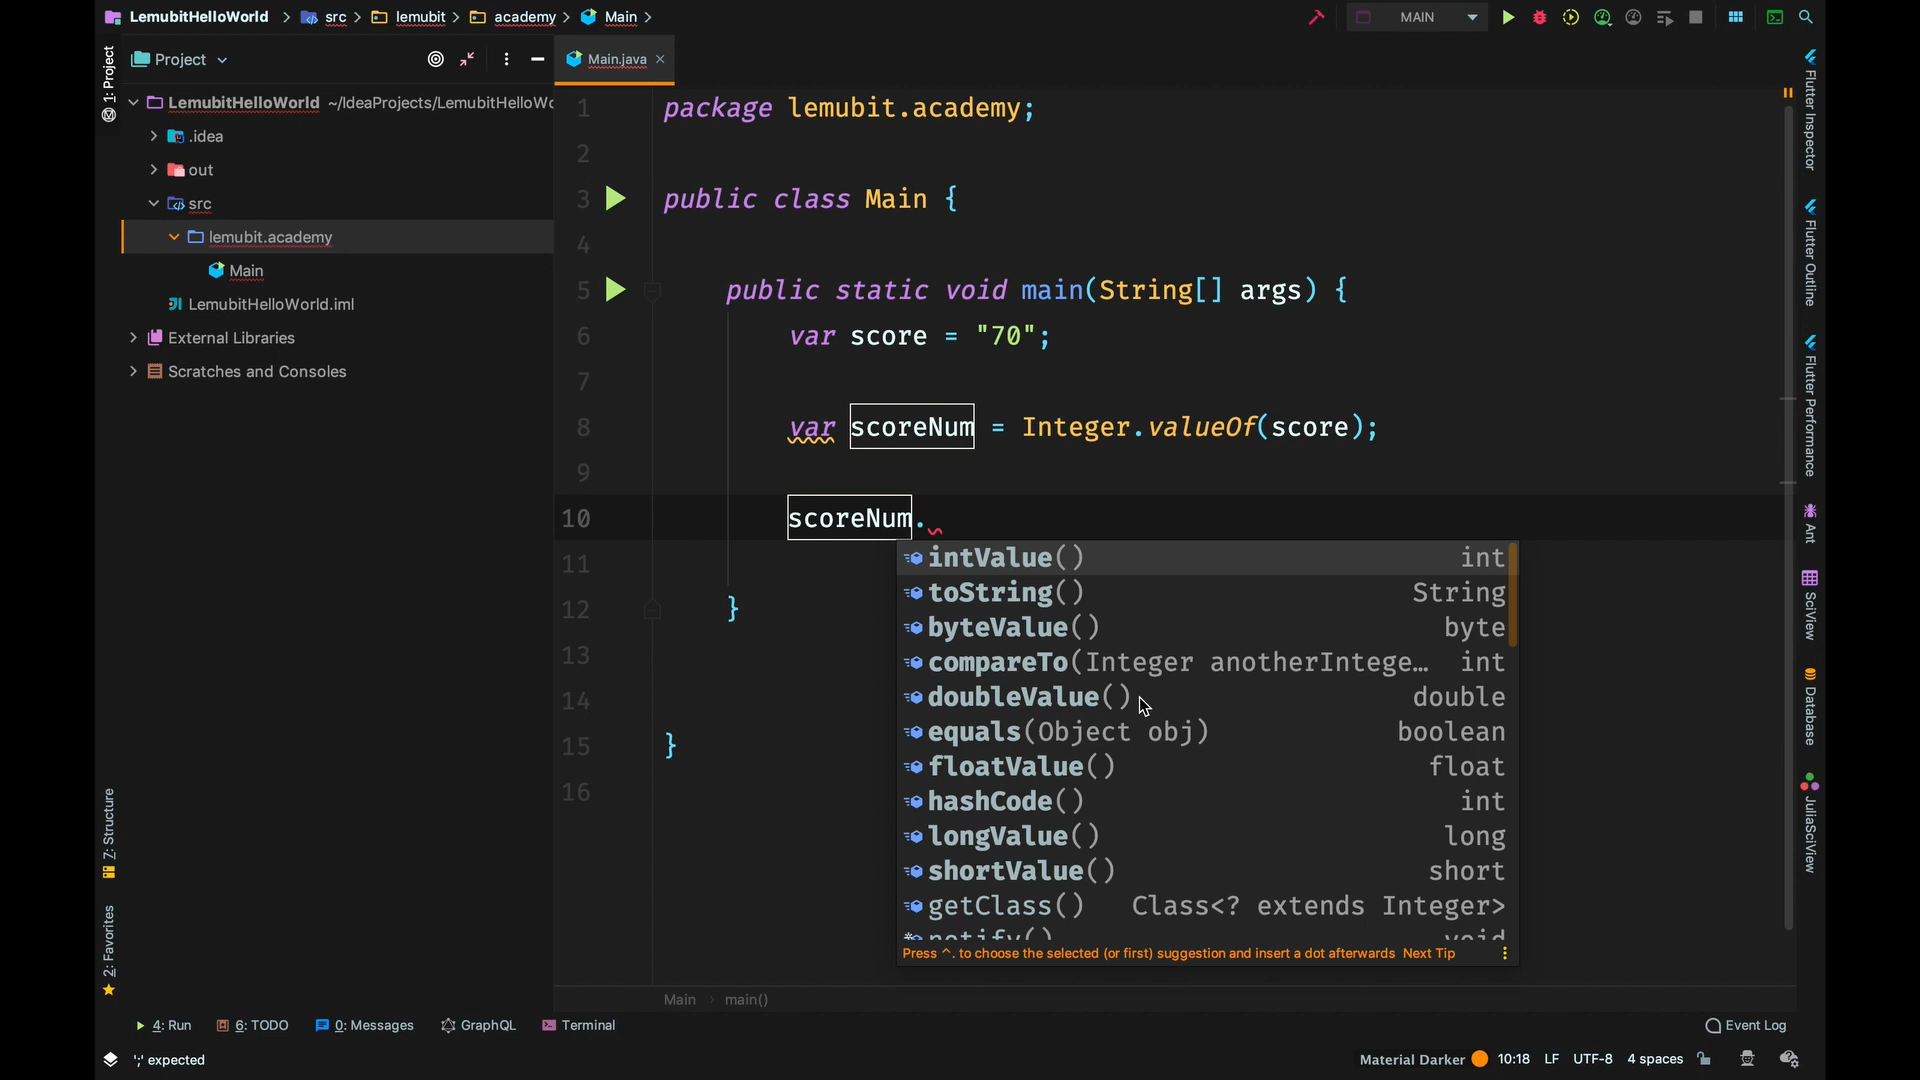 LemubitHelloWorld > src > lemubit > academy > Main >
MAIN
1: Project
Project
Main.java
LemubitHelloWorld ~/IdeaProjects/LemubitHelloWo
.idea
out
src
lemubit.academy
Main
LemubitHelloWorld.iml
External Libraries
Scratches and Consoles
Z: Structure
2: Favorites
1 package lemubit.academy;
2
3 public class Main {
4
5 public static void main(String[] args) {
6 var score = "70";
7
8 var scoreNum = Integer.valueOf(score);
9
10 scoreNum.
11
12 }
13
14
15 }
16
intValue() int
toString() String
byteValue() byte
compareTo(Integer anotherIntege… int
doubleValue() double
equals(Object obj) boolean
floatValue() float
hashCode() int
longValue() long
shortValue() short
getClass() Class<? extends Integer>
notify() void
Press ^. to choose the selected (or first) suggestion and insert a dot afterwards Next Tip
Flutter Inspector
Flutter Outline
Flutter Performance
Ant
SciView
Database
JuliaSciView
Main > main()
4: Run
6: TODO
0: Messages
GraphQL
Terminal
Event Log
';' expected
Material Darker
10:18
LF
UTF-8
4 spaces